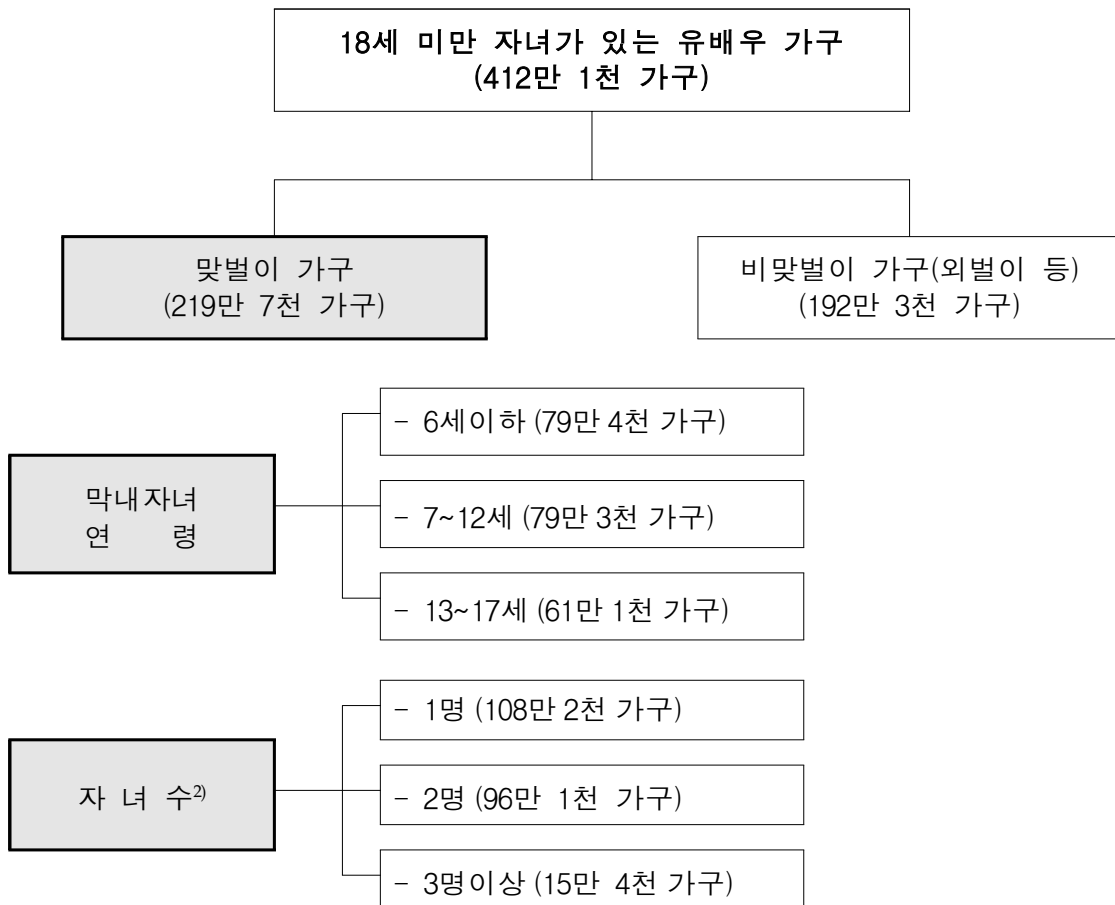 18세 미만 자녀가 있는 유배우 가구
(412만 1천 가구)
맞벌이 가구
(219만 7천 가구)
비맞벌이 가구(외벌이 등)
(192만 3천 가구)
막내자녀
연 령
- 6세이하 (79만 4천 가구)
- 7~12세 (79만 3천 가구)
- 13~17세 (61만 1천 가구)
자 녀 수2)
- 1명 (108만 2천 가구)
- 2명 (96만 1천 가구)
- 3명이상 (15만 4천 가구)